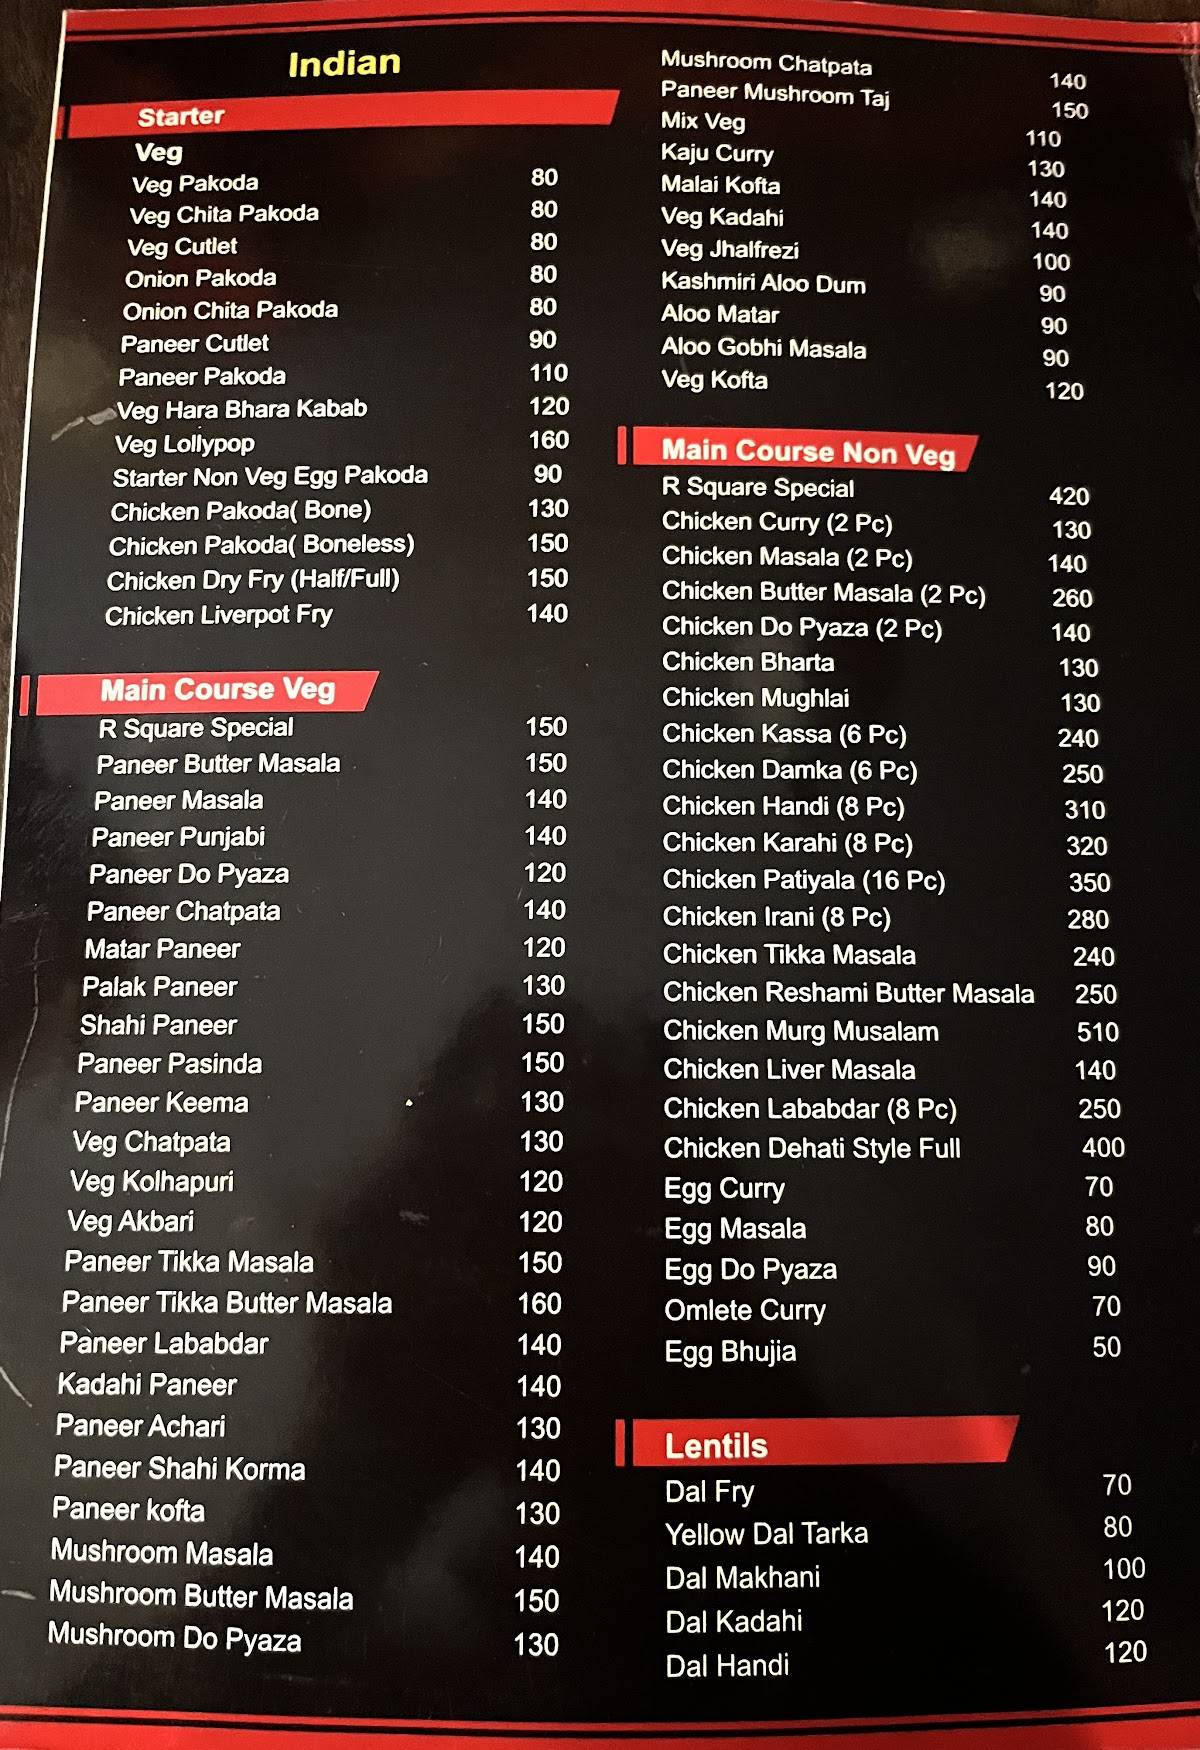 Indian
Starter
Veg
Veg Pakoda 80
Veg Chita Pakoda 80
Veg Cutlet 80
Onion Pakoda 80
Onion Chita Pakoda 80
Paneer Cutlet 90
Paneer Pakoda 110
Veg Hara Bhara Kabab 120
Veg Lollypop 160
Starter Non Veg Egg Pakoda 90
Chicken Pakoda( Bone) 130
Chicken Pakoda( Boneless) 150
Chicken Dry Fry (Half/Full) 150
Chicken Liverpot Fry 140
Main Course Veg
R Square Special 150
Paneer Butter Masala 150
Paneer Masala 140
Paneer Punjabi 140
Paneer Do Pyaza 120
Paneer Chatpata 140
Matar Paneer 120
Palak Paneer 130
Shahi Paneer 150
Paneer Pasinda 150
Paneer Keema 130
Veg Chatpata 130
Veg Kolhapuri 120
Veg Akbari 120
Paneer Tikka Masala 150
Paneer Tikka Butter Masala 160
Paneer Lababdar 140
Kadahi Paneer 140
Paneer Achari 130
Paneer Shahi Korma 140
Paneer kofta 130
Mushroom Masala 140
Mushroom Butter Masala 150
Mushroom Do Pyaza 130
Mushroom Chatpata 140
Paneer Mushroom Taj 150
Mix Veg 110
Kaju Curry 130
Malai Kofta 140
Veg Kadahi 140
Veg Jhalfrezi 100
Kashmiri Aloo Dum 90
Aloo Matar 90
Aloo Gobhi Masala 90
Veg Kofta 120
Main Course Non Veg
R Square Special 420
Chicken Curry (2 Pc) 130
Chicken Masala (2 Pc) 140
Chicken Butter Masala (2 Pc) 260
Chicken Do Pyaza (2 Pc) 140
Chicken Bharta 130
Chicken Mughlai 130
Chicken Kassa (6 Pc) 240
Chicken Damka (6 Pc) 250
Chicken Handi (8 Pc) 310
Chicken Karahi (8 Pc) 320
Chicken Patiyala (16 Pc) 350
Chicken Irani (8 Pc) 280
Chicken Tikka Masala 240
Chicken Reshami Butter Masala 250
Chicken Murg Musalam 510
Chicken Liver Masala 140
Chicken Lababdar (8 Pc) 250
Chicken Dehati Style Full 400
Egg Curry 70
Egg Masala 80
Egg Do Pyaza 90
Omlete Curry 70
Egg Bhujia 50
Lentils
Dal Fry 70
Yellow Dal Tarka 80
Dal Makhani 100
Dal Kadahi 120
Dal Handi 120